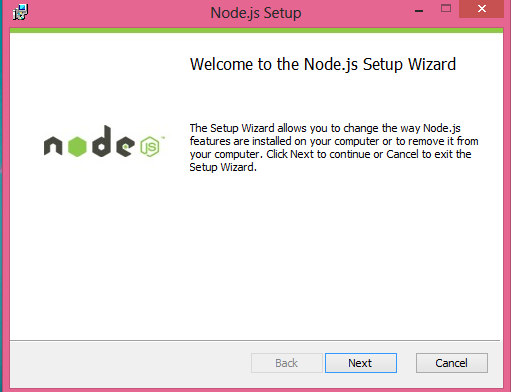 Node.js Setup
Welcome to the Node.js Setup Wizard
node JS™
The Setup Wizard allows you to change the way Node.js
features are installed on your computer or to remove it from
your computer. Click Next to continue or Cancel to exit the
Setup Wizard.
Back
Next
Cancel